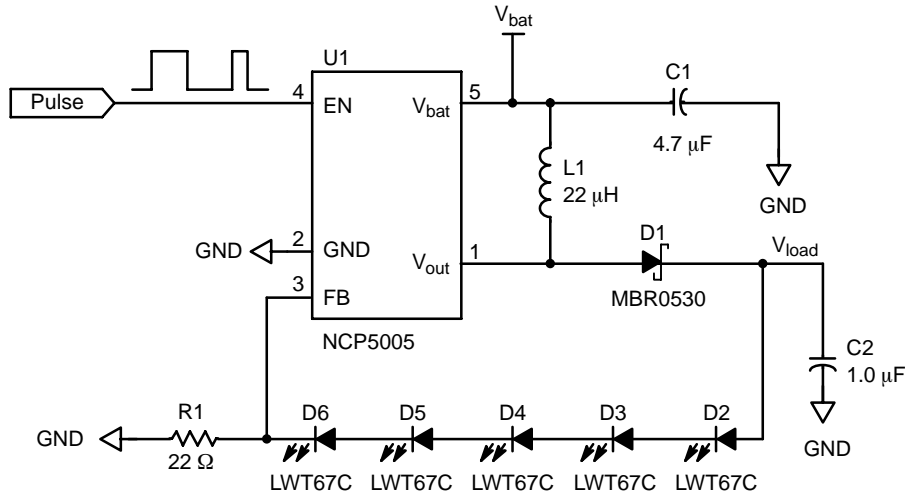 V_bat
U1
C1
Pulse
4
EN
V_bat
5
4.7 μF
L1
22 μH
GND
GND
2
GND
V_out
1
D1
V_load
3
FB
MBR0530
NCP5005
C2
1.0 μF
R1
D6
D5
D4
D3
D2
GND
GND
22 Ω
LWT67C
LWT67C
LWT67C
LWT67C
LWT67C